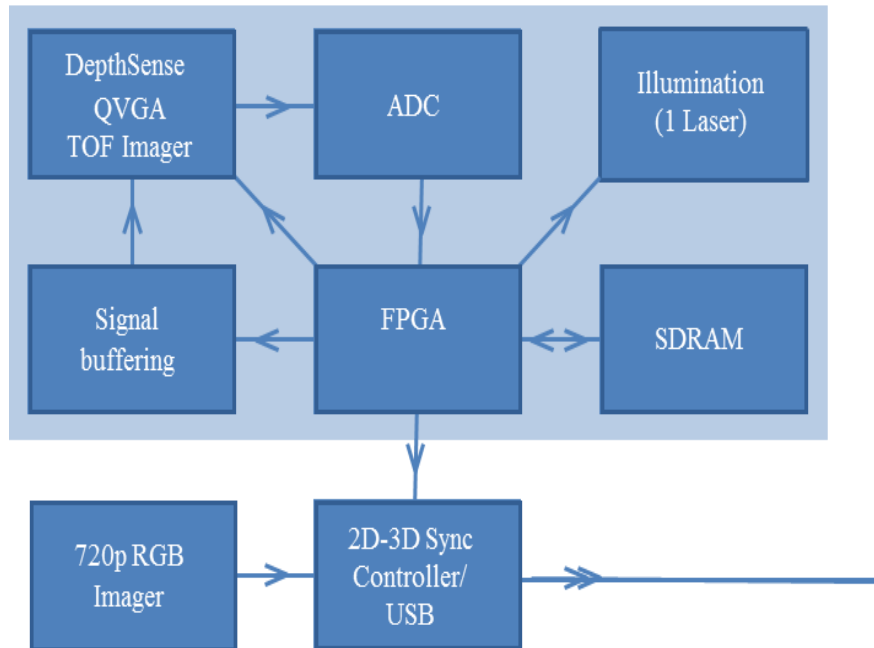 DepthSense
QVGA
TOF Imager
ADC
Illumination
(1 Laser)
Signal
buffering
FPGA
SDRAM
720p RGB
Imager
2D-3D Sync
Controller/
USB